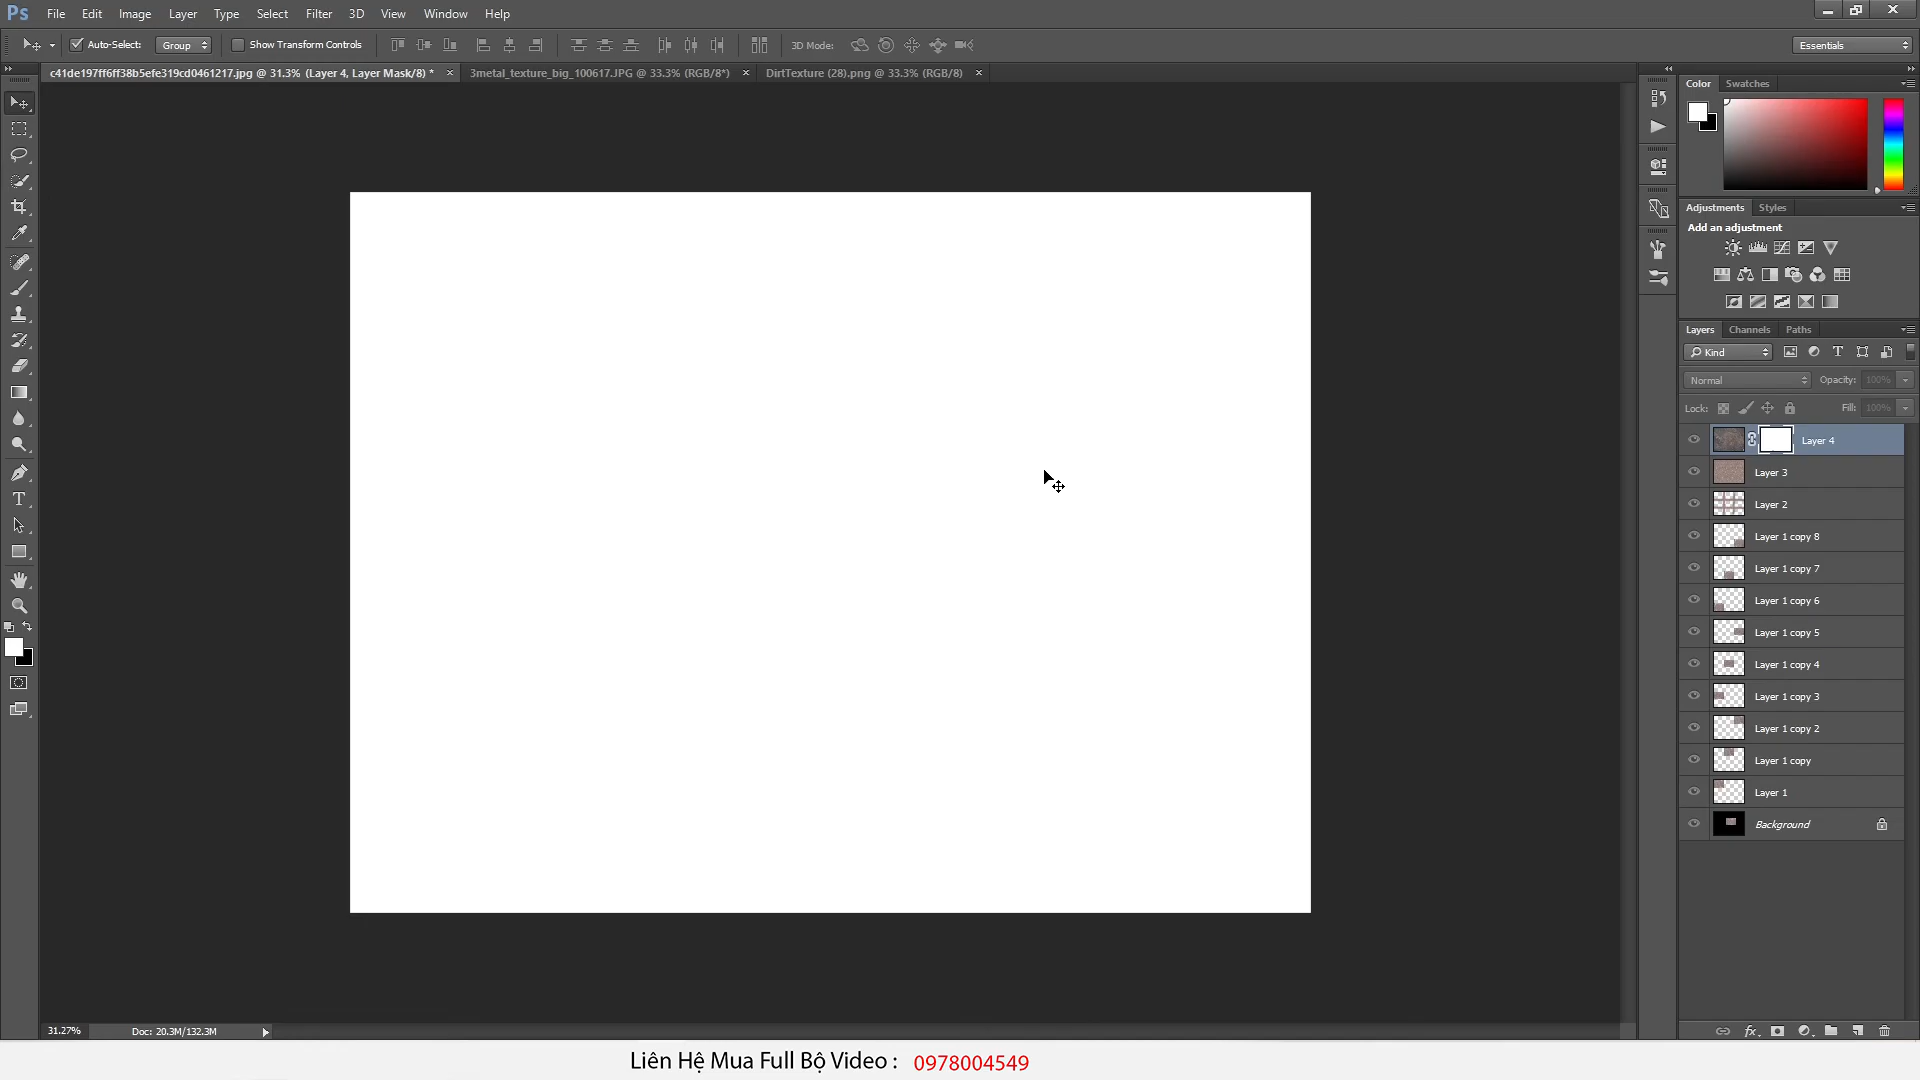 Ps File Edit Image Layer Type Select Filter 3D View Window Help
Auto-Select: Group Show Transform Controls 3D Mode: Essentials
c41de197ff6ff38b5efe319cd0461217.jpg @ 31.3% (Layer 4, Layer Mask/8) * × 3metal_texture_big_100617.JPG @ 33.3% (RGB/8*) × DirtTexture (28).png @ 33.3% (RGB/8) ×
Color Swatches
Adjustments Styles
Add an adjustment
Layers Channels Paths
Kind
Normal Opacity: 100%
Lock: Fill: 100%
Layer 4
Layer 3
Layer 2
Layer 1 copy 8
Layer 1 copy 7
Layer 1 copy 6
Layer 1 copy 5
Layer 1 copy 4
Layer 1 copy 3
Layer 1 copy 2
Layer 1 copy
Layer 1
Background
31.27% Doc: 20.3M/132.3M
Liên Hệ Mua Full Bộ Video : 0978004549